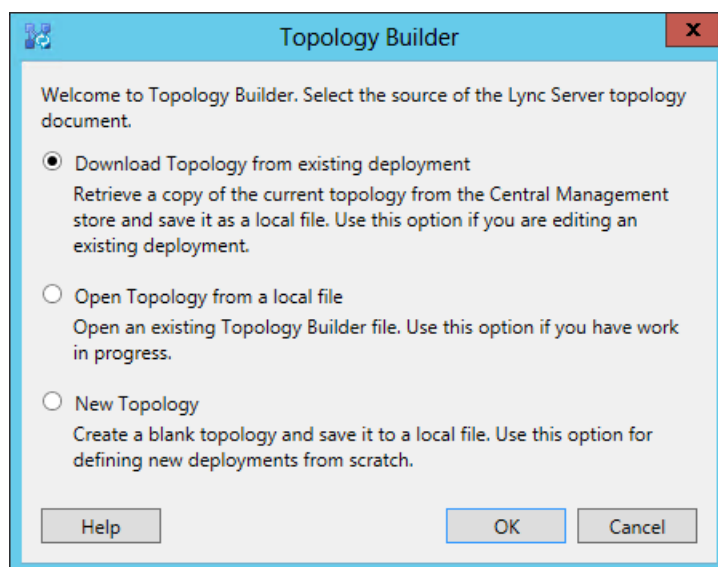 Topology Builder
x
Welcome to Topology Builder. Select the source of the Lync Server topology
document.
Download Topology from existing deployment
Retrieve a copy of the current topology from the Central Management
store and save it as a local file. Use this option if you are editing an
existing deployment.
Open Topology from a local file
Open an existing Topology Builder file. Use this option if you have work
in progress.
New Topology
Create a blank topology and save it to a local file. Use this option for
defining new deployments from scratch.
Help OK Cancel